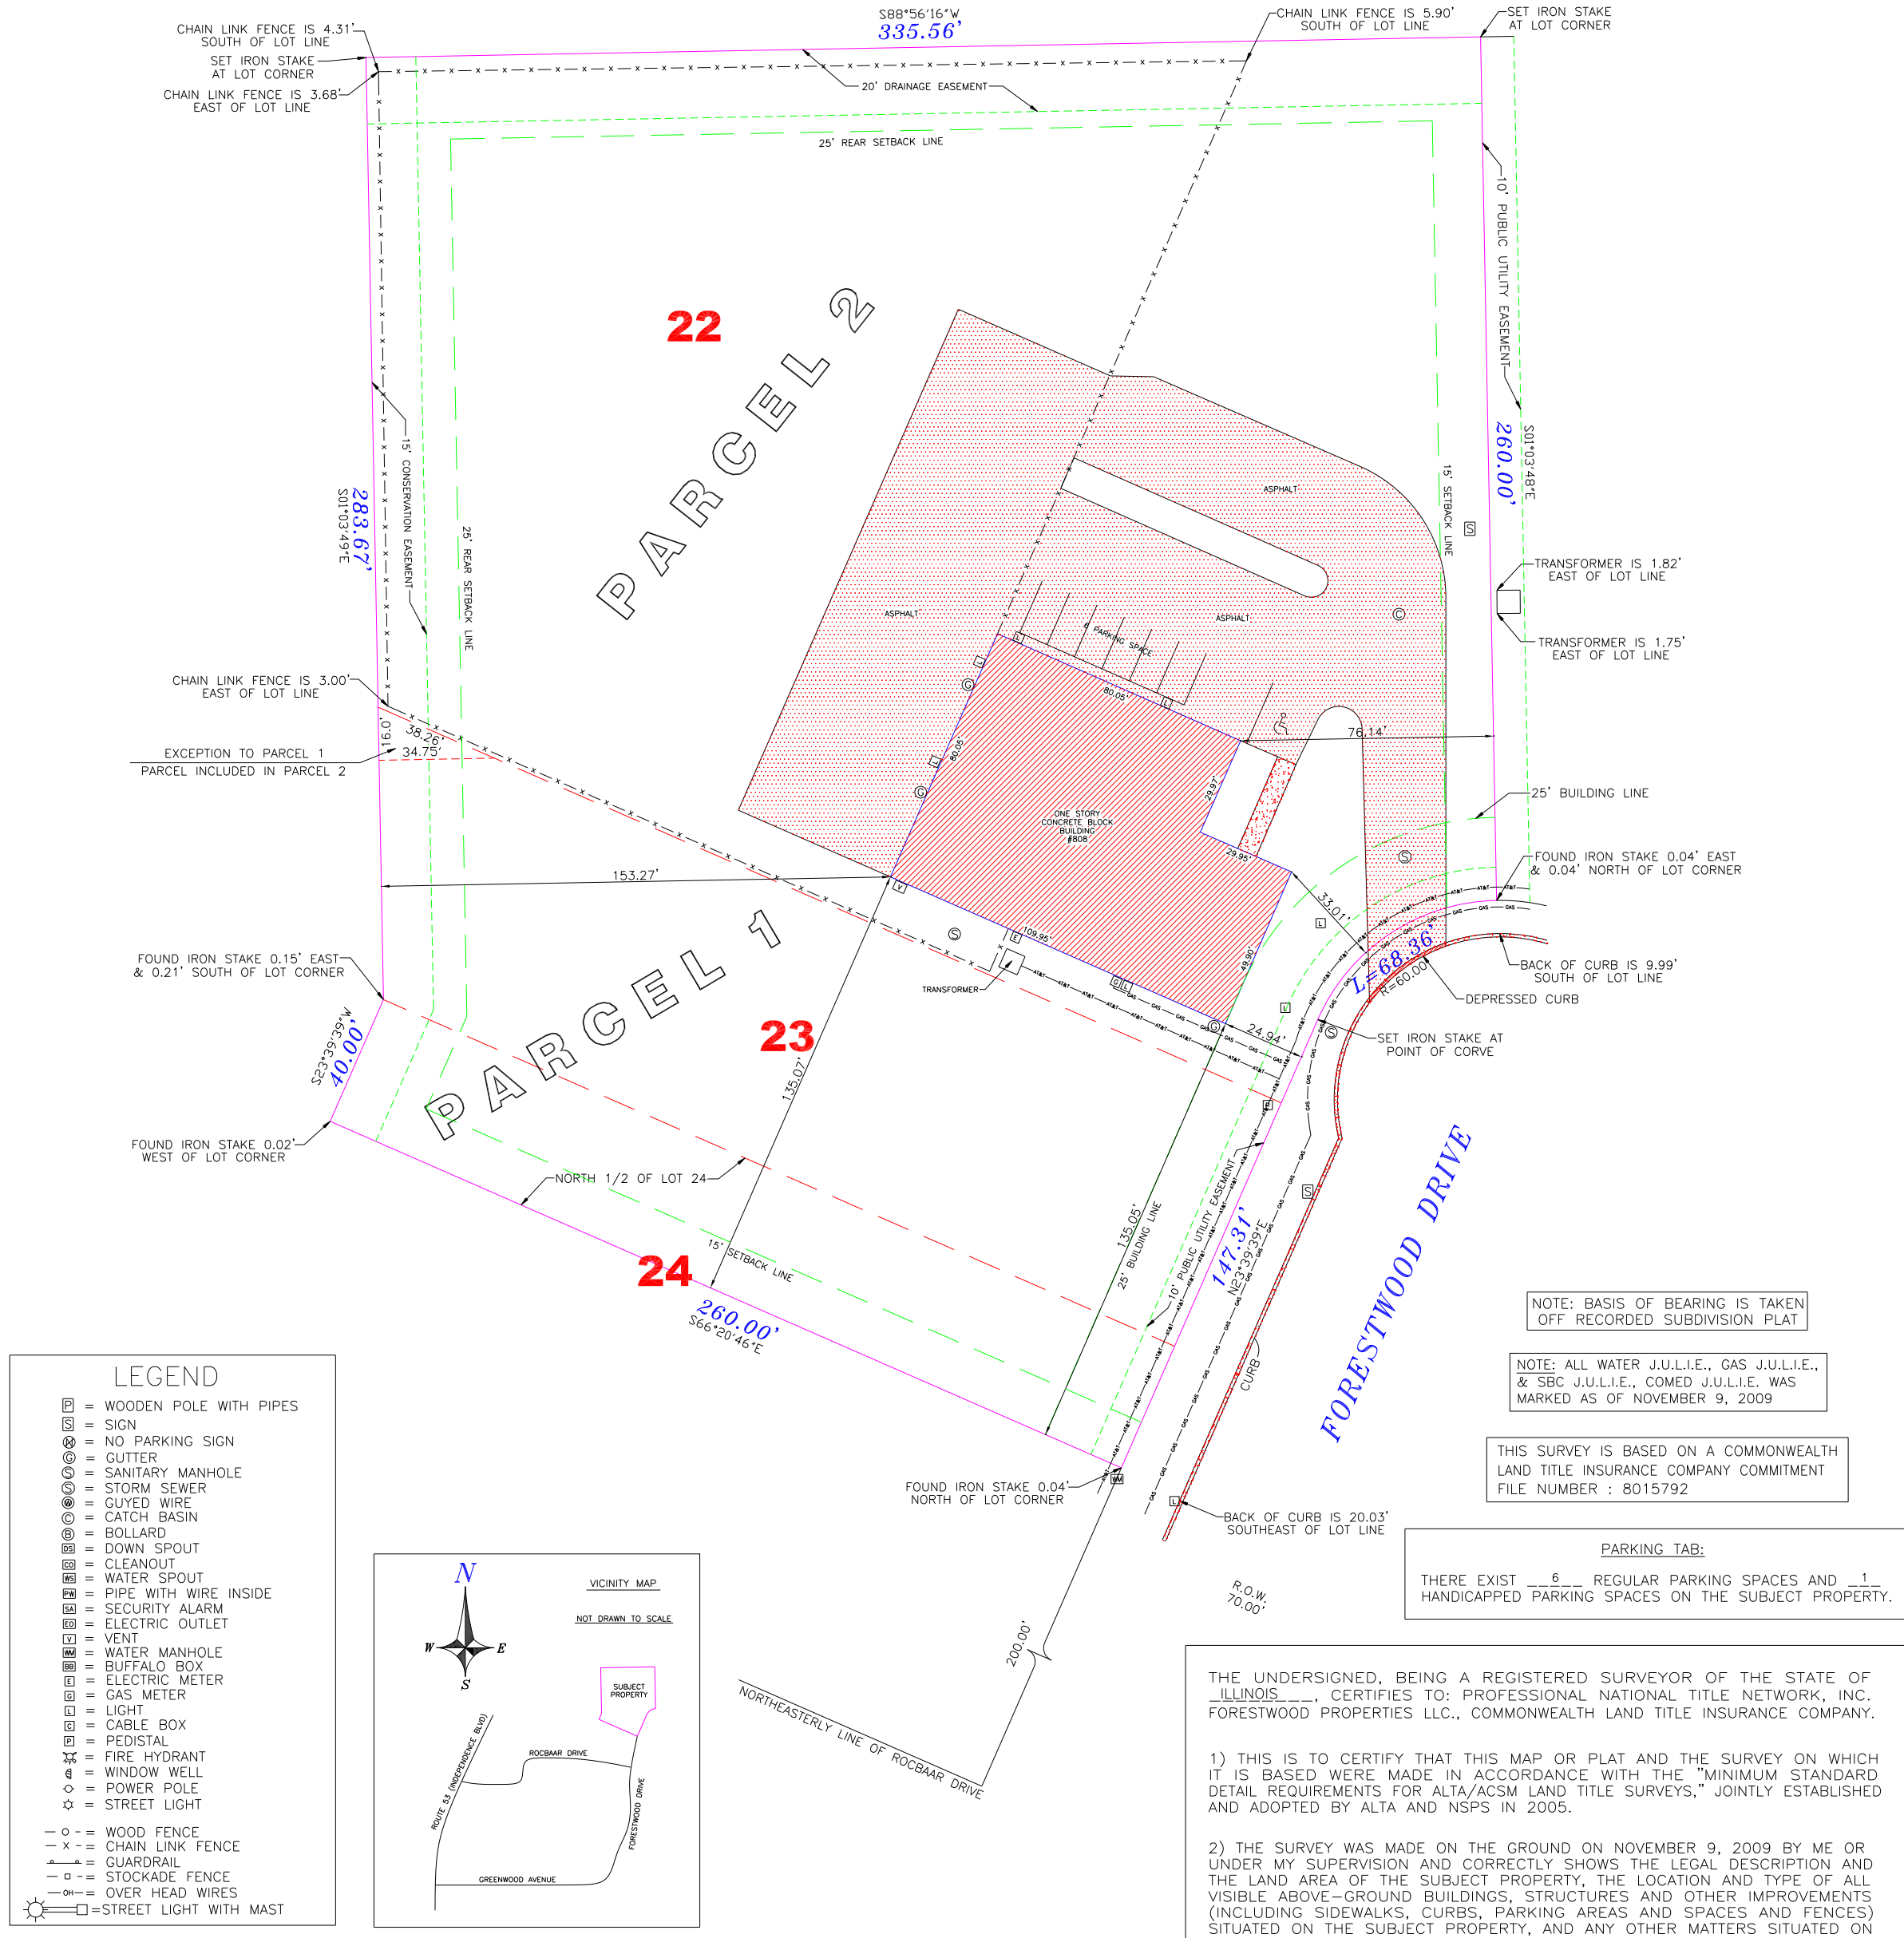 S88°56'16"W
335.56'
CHAIN LINK FENCE IS 4.31'
SOUTH OF LOT LINE
SET IRON STAKE
AT LOT CORNER
CHAIN LINK FENCE IS 3.68'
EAST OF LOT LINE
CHAIN LINK FENCE IS 5.90'
SOUTH OF LOT LINE
SET IRON STAKE
AT LOT CORNER
20' DRAINAGE EASEMENT
25' REAR SETBACK LINE
10' PUBLIC UTILITY EASEMENT
22
PARCEL 2
15' CONSERVATION EASEMENT
25' REAR SETBACK LINE
283.67'
S01°03'49"E
15' SETBACK LINE
260.00'
S01°03'48"E
S
ASPHALT
ASPHALT
ASPHALT
6 PARKING SPACE
C
TRANSFORMER IS 1.82'
EAST OF LOT LINE
TRANSFORMER IS 1.75'
EAST OF LOT LINE
CHAIN LINK FENCE IS 3.00'
EAST OF LOT LINE
16.0'
38.26'
34.75'
EXCEPTION TO PARCEL 1
PARCEL INCLUDED IN PARCEL 2
L
L
G
L
L
G
80.05'
80.05'
76.14'
29.97'
29.95'
ONE STORY
CONCRETE BLOCK
BUILDING
#808
25' BUILDING LINE
S
FOUND IRON STAKE 0.04' EAST
& 0.04' NORTH OF LOT CORNER
153.27'
V
33.01'
L
109.95'
49.90'
S
E
TRANSFORMER
G L
G
L
24.94'
L=68.36'
R=60.00'
BACK OF CURB IS 9.99'
SOUTH OF LOT LINE
DEPRESSED CURB
S
SET IRON STAKE AT
POINT OF CORVE
FOUND IRON STAKE 0.15' EAST
& 0.21' SOUTH OF LOT CORNER
PARCEL 1
23
S23°39'39"W
40.00'
135.07'
FOUND IRON STAKE 0.02'
WEST OF LOT CORNER
NORTH 1/2 OF LOT 24
S
135.05'
25' BUILDING LINE
10' PUBLIC UTILITY EASEMENT
147.31'
N23°39'39"E
FORESTWOOD DRIVE
15' SETBACK LINE
24
260.00'
S66°20'46"E
CURB
NOTE: BASIS OF BEARING IS TAKEN
OFF RECORDED SUBDIVISION PLAT
NOTE: ALL WATER J.U.L.I.E., GAS J.U.L.I.E.,
& SBC J.U.L.I.E., COMED J.U.L.I.E. WAS
MARKED AS OF NOVEMBER 9, 2009
THIS SURVEY IS BASED ON A COMMONWEALTH
LAND TITLE INSURANCE COMPANY COMMITMENT
FILE NUMBER : 8015792
FOUND IRON STAKE 0.04'
NORTH OF LOT CORNER
WM
L
BACK OF CURB IS 20.03'
SOUTHEAST OF LOT LINE
R.O.W.
70.00'
200.00'
NORTHEASTERLY LINE OF ROCBAAR DRIVE
PARKING TAB:
THERE EXIST __6__ REGULAR PARKING SPACES AND _1_
HANDICAPPED PARKING SPACES ON THE SUBJECT PROPERTY.
LEGEND
P = WOODEN POLE WITH PIPES
S = SIGN
= NO PARKING SIGN
G = GUTTER
S = SANITARY MANHOLE
S = STORM SEWER
= GUYED WIRE
C = CATCH BASIN
B = BOLLARD
DS = DOWN SPOUT
CO = CLEANOUT
WS = WATER SPOUT
PW = PIPE WITH WIRE INSIDE
SA = SECURITY ALARM
EO = ELECTRIC OUTLET
V = VENT
WM = WATER MANHOLE
BB = BUFFALO BOX
E = ELECTRIC METER
G = GAS METER
L = LIGHT
C = CABLE BOX
P = PEDISTAL
= FIRE HYDRANT
= WINDOW WELL
= POWER POLE
= STREET LIGHT
— O – = WOOD FENCE
— X – = CHAIN LINK FENCE
= GUARDRAIL
= STOCKADE FENCE
—OH—= OVER HEAD WIRES
=STREET LIGHT WITH MAST
N
W E
S
VICINITY MAP
NOT DRAWN TO SCALE
SUBJECT
PROPERTY
ROUTE 53 (INDEPENDENCE BLVD)
ROCBAAR DRIVE
FORESTWOOD DRIVE
GREENWOOD AVENUE
THE UNDERSIGNED, BEING A REGISTERED SURVEYOR OF THE STATE OF
_ILLINOIS___, CERTIFIES TO: PROFESSIONAL NATIONAL TITLE NETWORK, INC.
FORESTWOOD PROPERTIES LLC., COMMONWEALTH LAND TITLE INSURANCE COMPANY.
1) THIS IS TO CERTIFY THAT THIS MAP OR PLAT AND THE SURVEY ON WHICH
IT IS BASED WERE MADE IN ACCORDANCE WITH THE "MINIMUM STANDARD
DETAIL REQUIREMENTS FOR ALTA/ACSM LAND TITLE SURVEYS," JOINTLY ESTABLISHED
AND ADOPTED BY ALTA AND NSPS IN 2005.
2) THE SURVEY WAS MADE ON THE GROUND ON NOVEMBER 9, 2009 BY ME OR
UNDER MY SUPERVISION AND CORRECTLY SHOWS THE LEGAL DESCRIPTION AND
THE LAND AREA OF THE SUBJECT PROPERTY, THE LOCATION AND TYPE OF ALL
VISIBLE ABOVE–GROUND BUILDINGS, STRUCTURES AND OTHER IMPROVEMENTS
(INCLUDING SIDEWALKS, CURBS, PARKING AREAS AND SPACES AND FENCES)
SITUATED ON THE SUBJECT PROPERTY, AND ANY OTHER MATTERS SITUATED ON